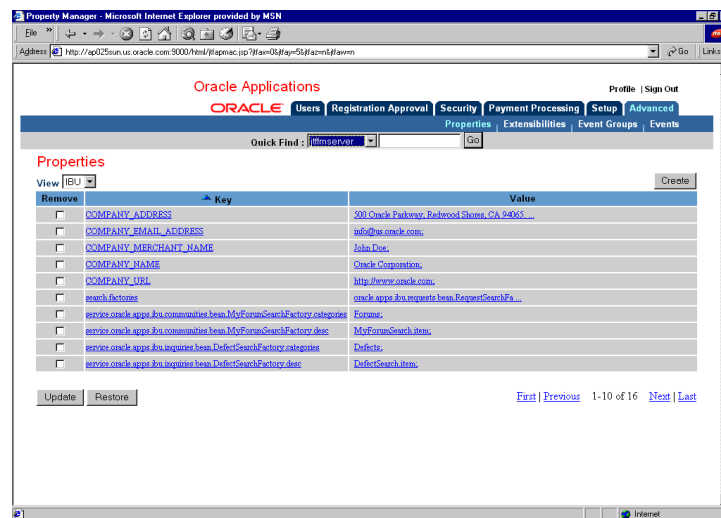 Property Manager - Microsoft Internet Explorer provided by MSN
File »
Address http://ap025sun.us.oracle.com:9000/html/jtfapmac.jsp?jtfax=0&jtfay=5&jtfaz=n&jtfaw=n Go Links
Oracle Applications
Profile | Sign Out
ORACLE Users Registration Approval Security Payment Processing Setup Advanced
Properties Extensibilities Event Groups Events
Quick Find : jtffmserver Go
Properties
View IBU Create
Remove Key Value
COMPANY_ADDRESS 500 Oracle Parkway, Redwood Shores, CA 94065. ...
COMPANY_EMAIL_ADDRESS info@us.oracle.com;
COMPANY_MERCHANT_NAME John Doe;
COMPANY_NAME Oracle Corporation;
COMPANY_URL http://www.oracle.com;
search.factories oracle.apps.ibu.requests.bean.RequestSearchFa ...
service.oracle.apps.ibu.communities.bean.MyForumSearchFactory.categories Forums;
service.oracle.apps.ibu.communities.bean.MyForumSearchFactory.desc MyForumSearch.item;
service.oracle.apps.ibu.inquiries.bean.DefectSearchFactory.categories Defects;
service.oracle.apps.ibu.inquiries.bean.DefectSearchFactory.desc DefectSearch.item;
Update Restore First | Previous 1-10 of 16 Next | Last
Internet